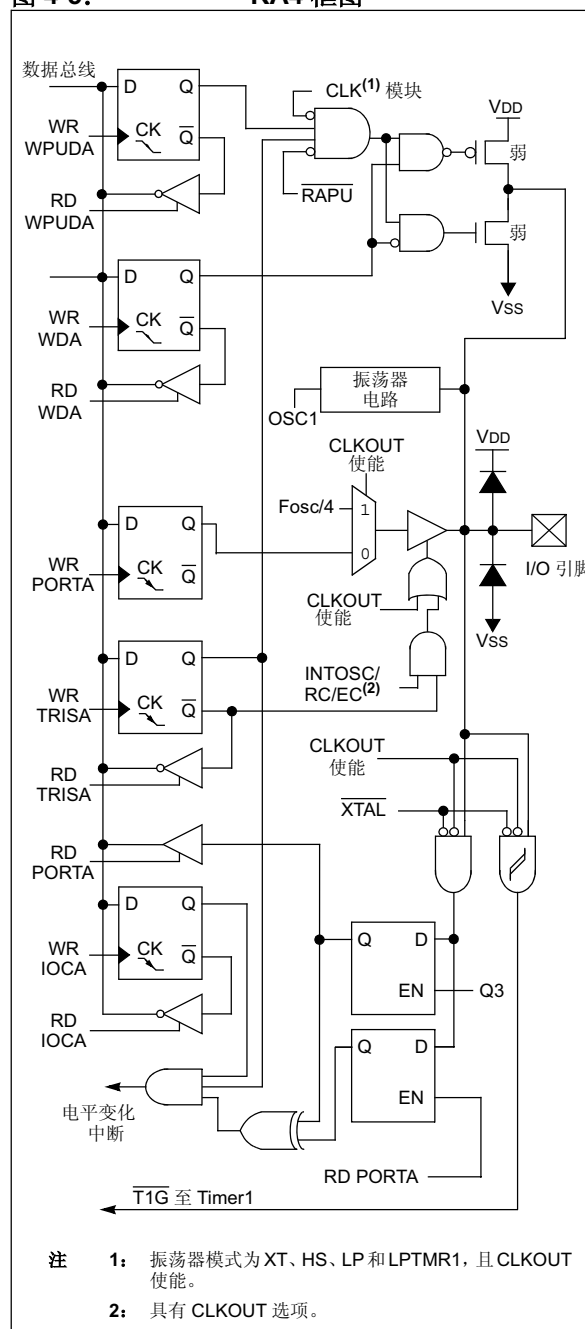 图 4-5: RA4 框图
数据总线
D Q
CLK(1) 模块
VDD
WR
WPUDA
CK Q
RAPU
弱
RD
WPUDA
弱
D Q
VSS
WR
WDA
CK Q
RD
WDA
振荡器
电路
OSC1
CLKOUT
使能
VDD
Fosc/4
1
0
D Q
WR
PORTA
CK Q
I/O 引脚
CLKOUT
使能
VSS
D Q
INTOSC/
RC/EC(2)
WR
TRISA
CK Q
CLKOUT
使能
RD
TRISA
XTAL
RD
PORTA
D Q
WR
IOCA
CK Q
Q D
EN
Q3
RD
IOCA
Q D
EN
电平变化
中断
RD PORTA
T1G 至 Timer1
注 1: 振荡器模式为 XT、HS、LP 和 LPTMR1，且 CLKOUT
使能。
2: 具有 CLKOUT 选项。